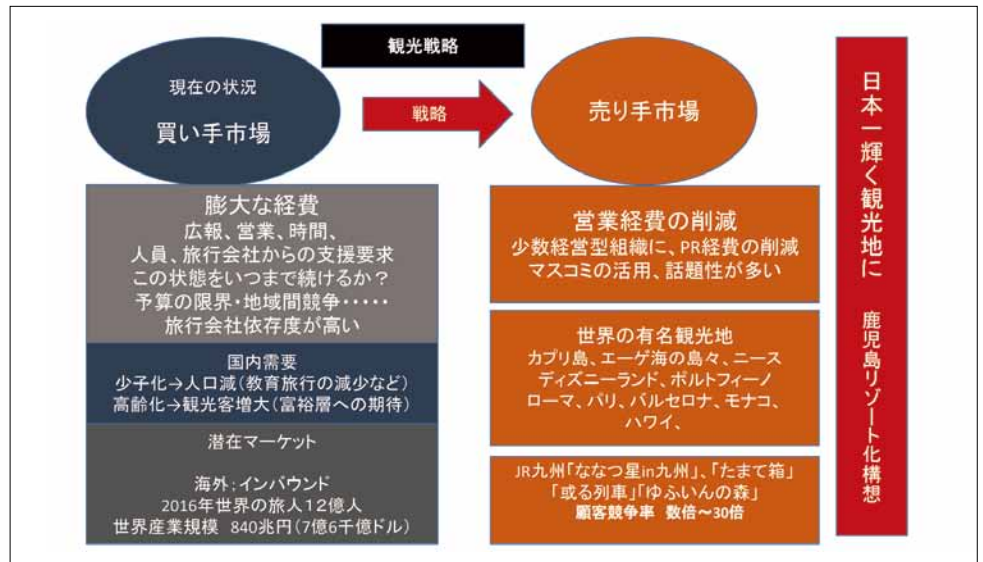 観光戦略
現在の状況
買い手市場
戦略
売り手市場
膨大な経費
広報、営業、時間、
人員、旅行会社からの支援要求
この状態をいつまで続けるか？
予算の限界・地域間競争・・・・・
旅行会社依存度が高い
国内需要
少子化→人口減（教育旅行の減少など）
高齢化→観光客増大（富裕層への期待）
潜在マーケット
海外：インバウンド
2016年世界の旅人１２億人
世界産業規模　840兆円（7億6千億ドル）
営業経費の削減
少数経営型組織に、PR経費の削減
マスコミの活用、話題性が多い
世界の有名観光地
カプリ島、エーゲ海の島々、ニース
ディズニーランド、ポルトフィーノ
ローマ、パリ、バルセロナ、モナコ、
ハワイ、
JR九州「ななつ星in九州」、「たまて箱」
「或る列車」「ゆふいんの森」
顧客競争率　数倍～30倍
日本一輝く観光地に　鹿児島リゾート化構想